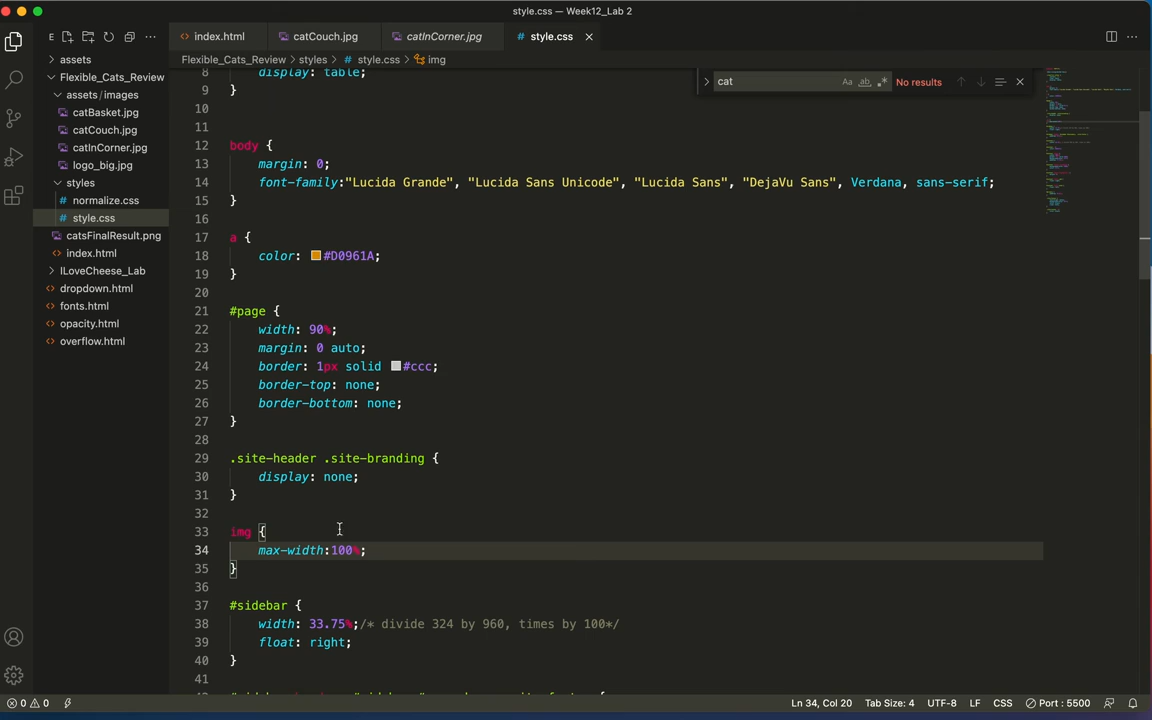 style.css — Week12_Lab 2
E
index.html
catCouch.jpg
catInCorner.jpg
# style.css
Flexible_Cats_Review > styles > # style.css > img
cat
Aa ab .*
No results
assets
Flexible_Cats_Review
assets/images
catBasket.jpg
catCouch.jpg
catInCorner.jpg
logo_big.jpg
styles
# normalize.css
# style.css
catsFinalResult.png
index.html
ILoveCheese_Lab
dropdown.html
fonts.html
opacity.html
overflow.html
8 display: table;
9 }
10
11
12 body {
13 margin: 0;
14 font-family:"Lucida Grande", "Lucida Sans Unicode", "Lucida Sans", "DejaVu Sans", Verdana, sans-serif;
15 }
16
17 a {
18 color: #D0961A;
19 }
20
21 #page {
22 width: 90%;
23 margin: 0 auto;
24 border: 1px solid #ccc;
25 border-top: none;
26 border-bottom: none;
27 }
28
29 .site-header .site-branding {
30 display: none;
31 }
32
33 img {
34 max-width:100%;
35 }
36
37 #sidebar {
38 width: 33.75%;/* divide 324 by 960, times by 100*/
39 float: right;
40 }
41
0 0
Ln 34, Col 20 Tab Size: 4 UTF-8 LF CSS Port : 5500